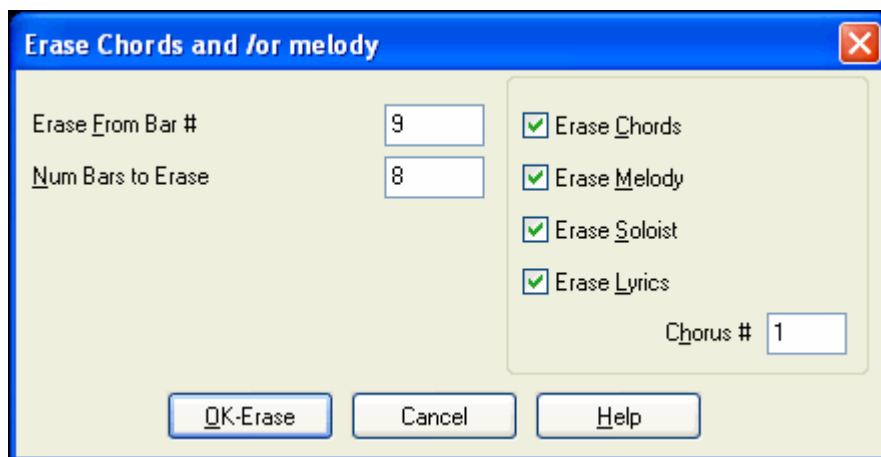 Erase Chords and /or melody
Erase From Bar # 9
Num Bars to Erase 8
Erase Chords
Erase Melody
Erase Soloist
Erase Lyrics
Chorus # 1
OK-Erase Cancel Help